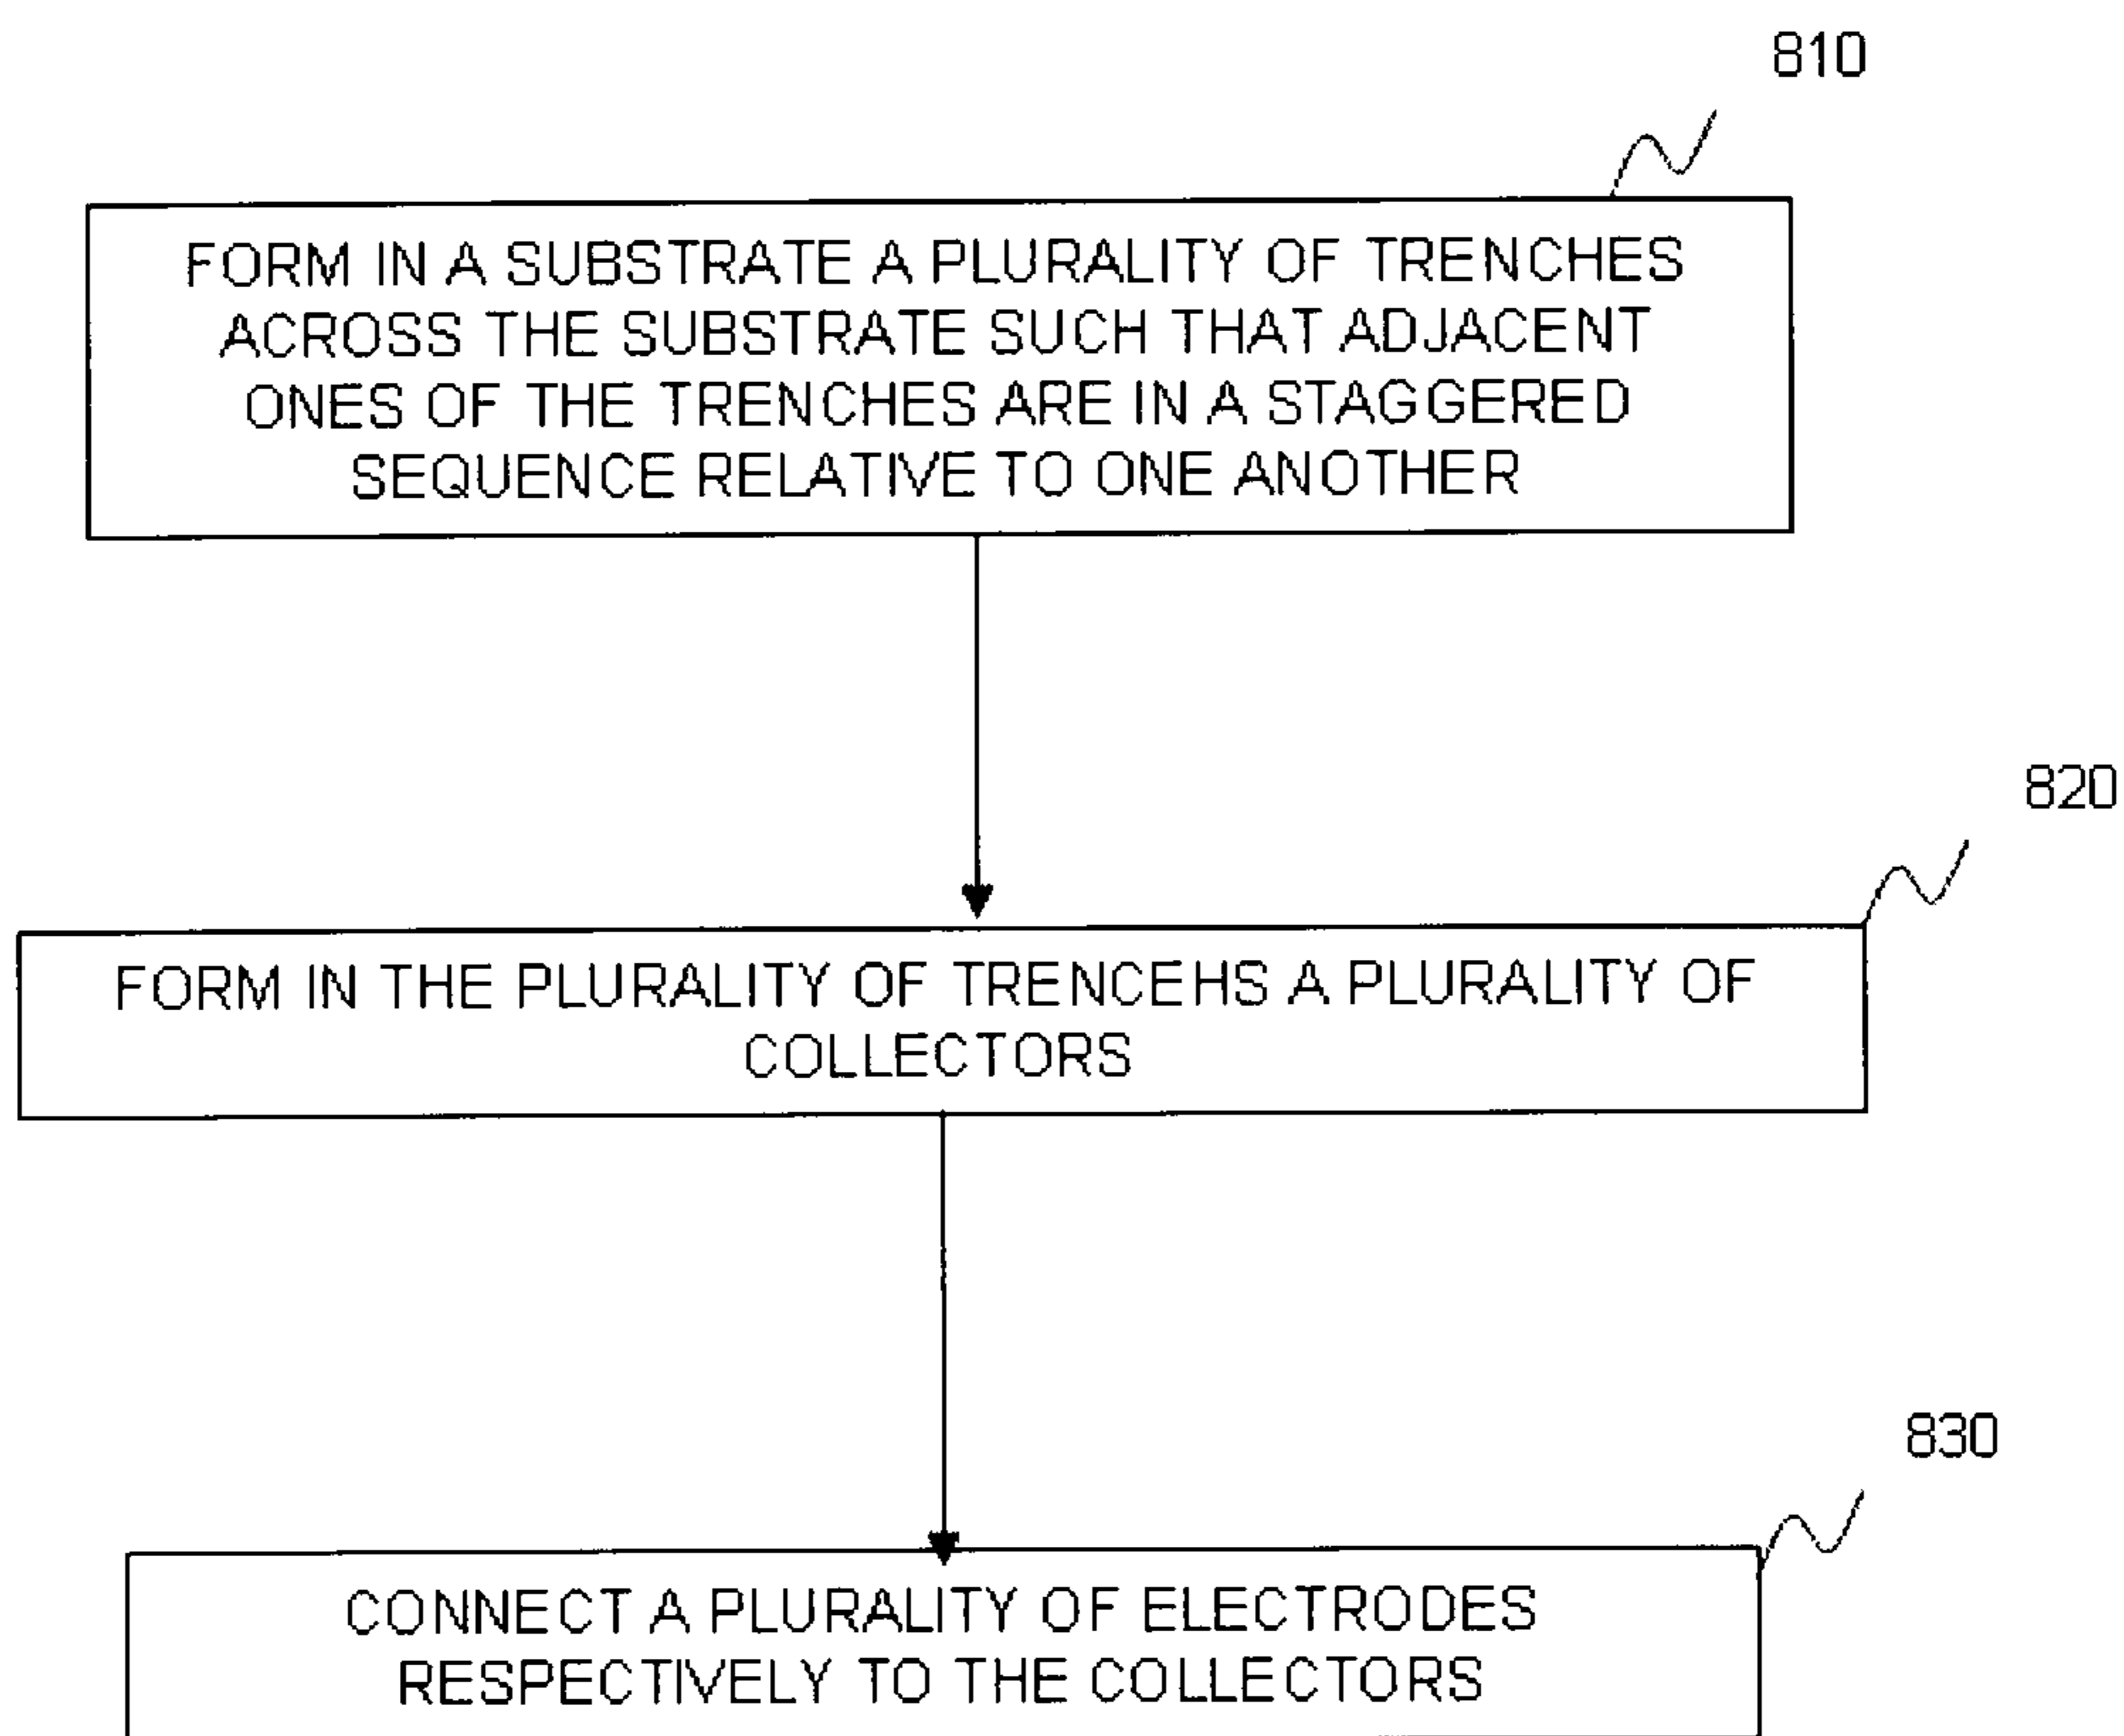 810
FORM IN A SUBSTRATE A PLURALITY OF TRENCHES
ACROSS THE SUBSTRATE SUCH THAT ADJACENT
ONES OF THE TRENCHES ARE IN A STAGGERED
SEQUENCE RELATIVE TO ONE ANOTHER
820
FORM IN THE PLURALITY OF TRENCEHS A PLURALITY OF
COLLECTORS
830
CONNECT A PLURALITY OF ELECTRODES
RESPECTIVELY TO THE COLLECTORS